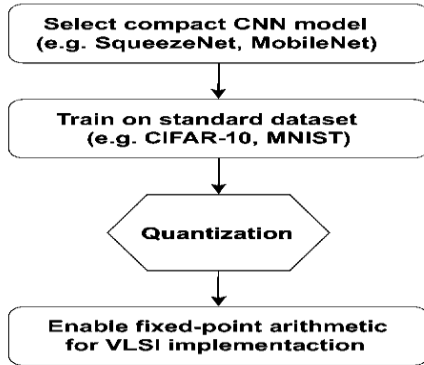 Select compact CNN model
(e.g. SqueezeNet, MobileNet)
Train on standard dataset
(e.g. CIFAR-10, MNIST)
Quantization
Enable fixed-point arithmetic
for VLSI implementaction